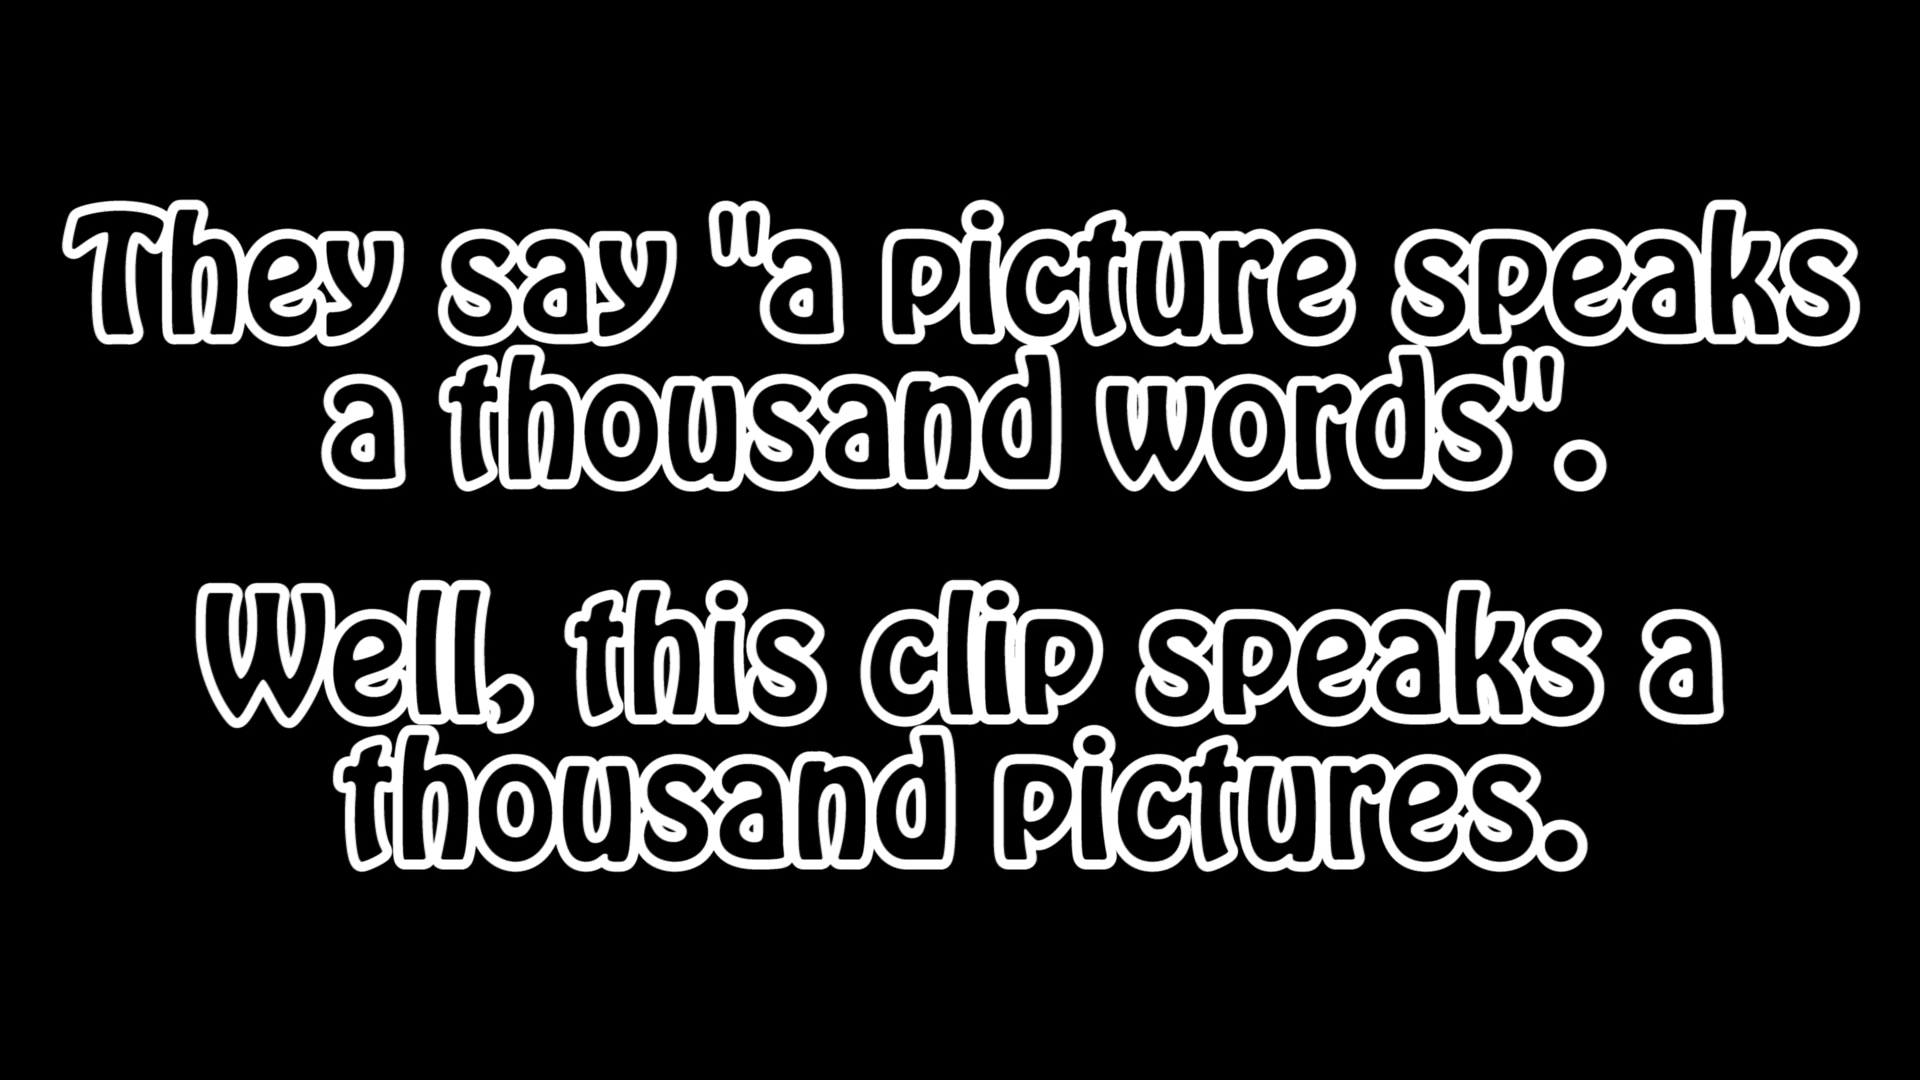 They say "a picture speaks
a thousand words".
Well, this clip speaks a
thousand pictures.